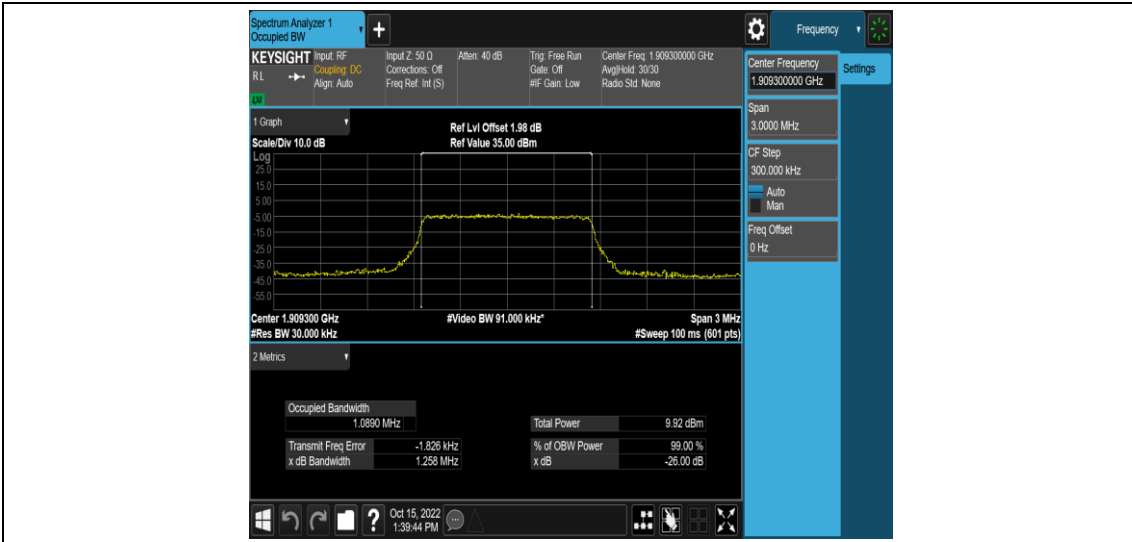 Spectrum Analyzer 1
Occupied BW
Frequency
KEYSIGHT
RL
LXI
Input: RF
Coupling: DC
Align: Auto
Input Z: 50 Ω
Corrections: Off
Freq Ref: Int (S)
Atten: 40 dB
Trig: Free Run
Gate: Off
#IF Gain: Low
Center Freq: 1.909300000 GHz
Avg|Hold: 30/30
Radio Std: None
Center Frequency
1.909300000 GHz
Settings
Span
3.0000 MHz
CF Step
300.000 kHz
Auto
Man
Freq Offset
0 Hz
1 Graph
Ref Lvl Offset 1.98 dB
Scale/Div 10.0 dB
Ref Value 35.00 dBm
Log
25.0
15.0
5.00
-5.00
-15.0
-25.0
-35.0
-45.0
-55.0
Center 1.909300 GHz
#Video BW 91.000 kHz*
Span 3 MHz
#Res BW 30.000 kHz
#Sweep 100 ms (601 pts)
2 Metrics
Occupied Bandwidth
1.0890 MHz
Total Power 9.92 dBm
Transmit Freq Error -1.826 kHz
% of OBW Power 99.00 %
x dB Bandwidth 1.258 MHz
x dB -26.00 dB
?
Oct 15, 2022
1:39:44 PM